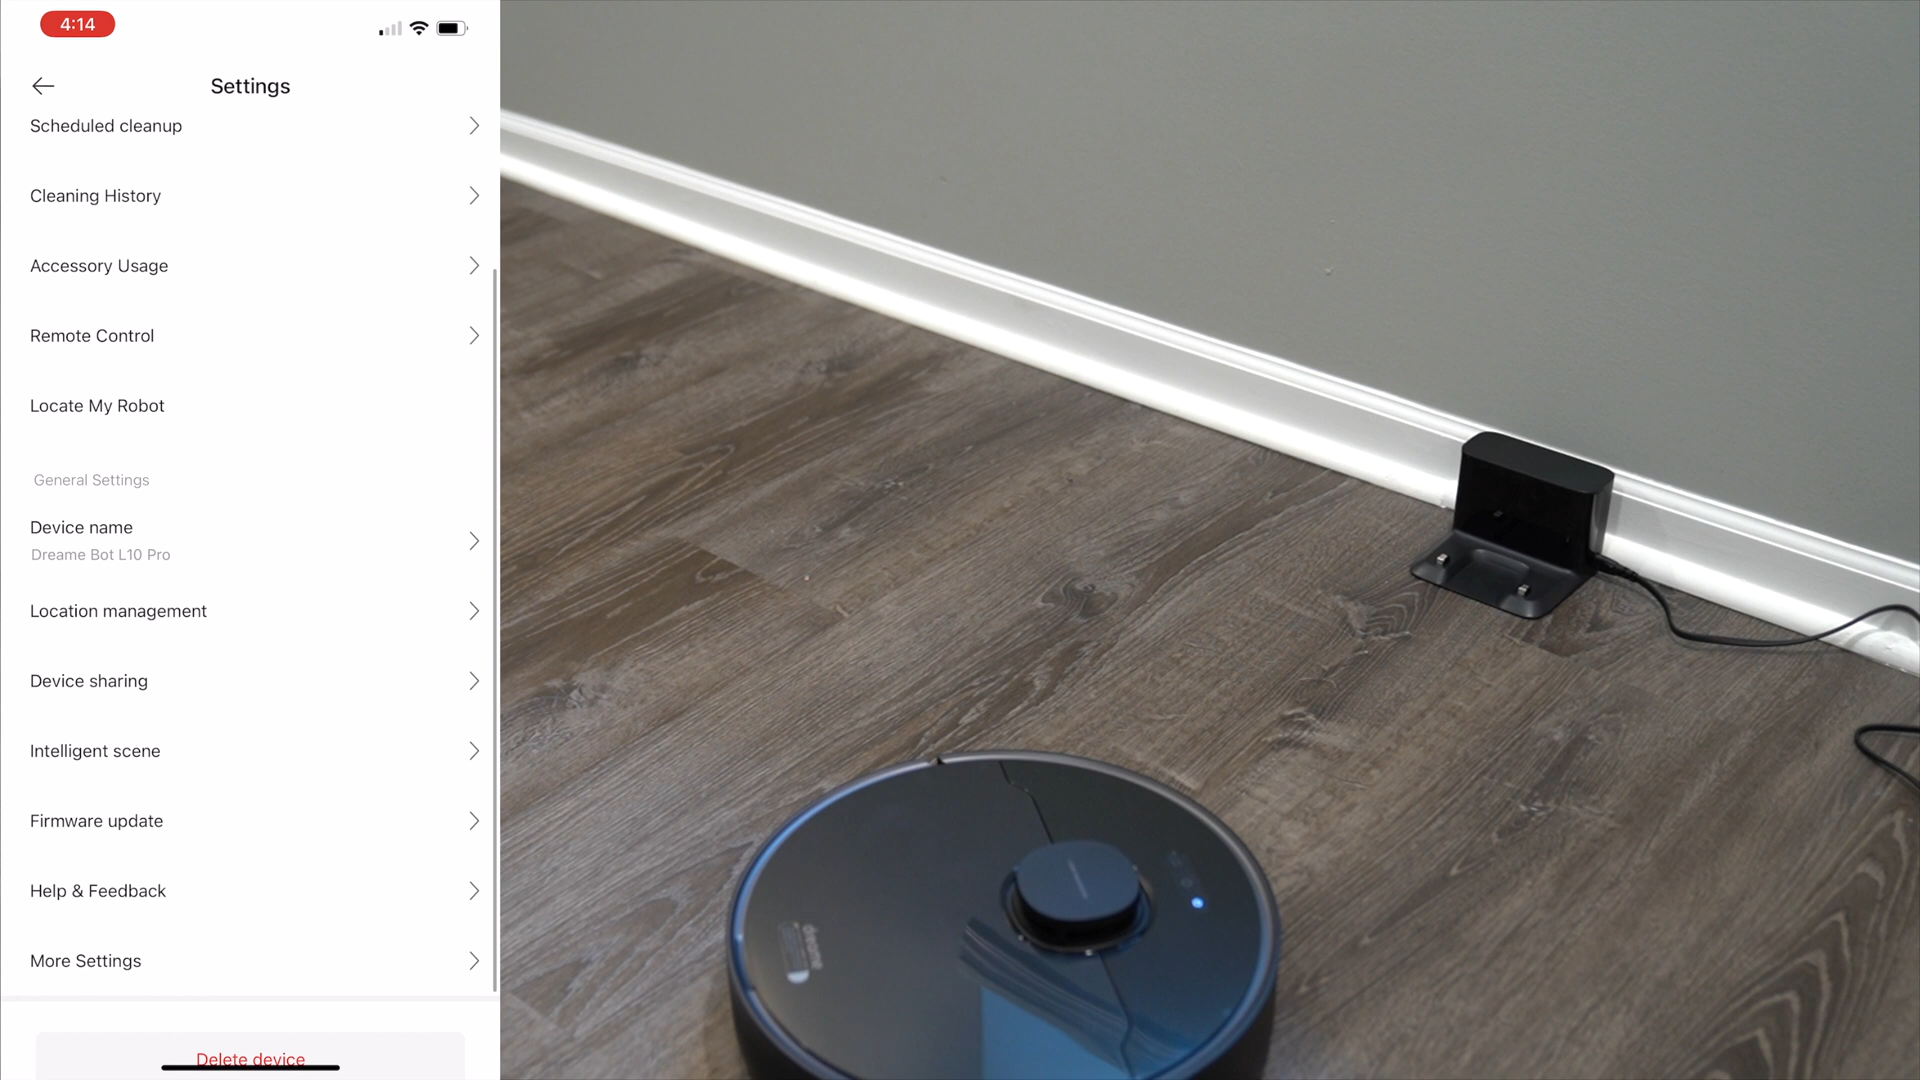 4:14
Settings
Scheduled cleanup
Cleaning History
Accessory Usage
Remote Control
Locate My Robot
General Settings
Device name
Dreame Bot L10 Pro
Location management
Device sharing
Intelligent scene
Firmware update
Help & Feedback
More Settings
Delete device
dreame